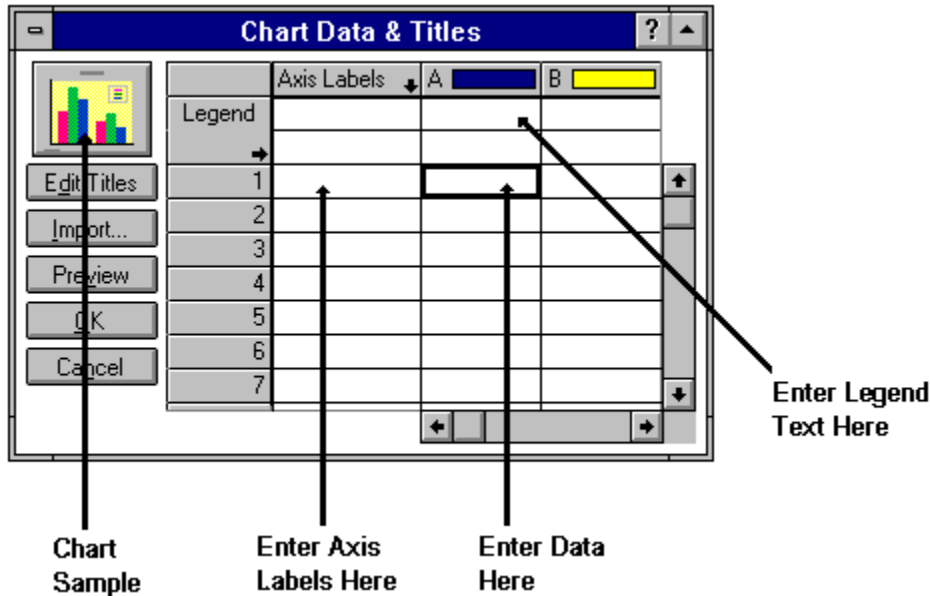 Chart Data & Titles ?
Axis Labels A B
Legend
Edit Titles 1
Import... 2
3
Preview 4
OK 5
6
Cancel 7
Enter Legend
Text Here
Chart Enter Axis Enter Data
Sample Labels Here Here